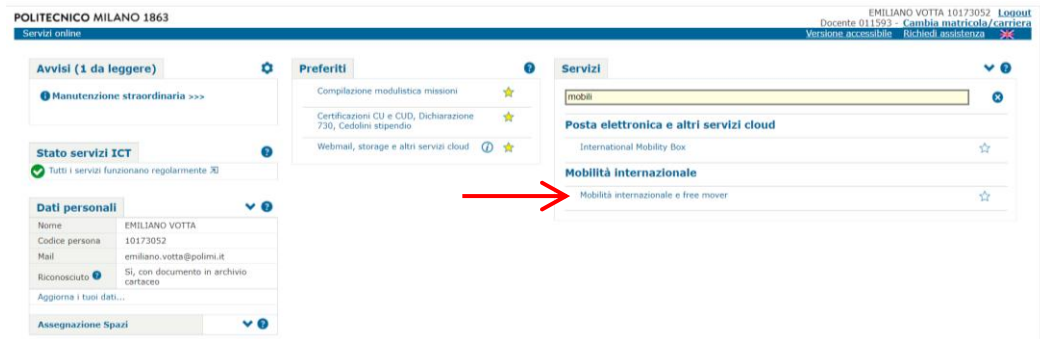 POLITECNICO MILANO 1863
EMILIANO VOTTA 10173052 Logout
Docente 011593 - Cambia matricola/carriera
Servizi online
Versione accessibile Richiedi assistenza
Avvisi (1 da leggere)
Manutenzione straordinaria >>>
Stato servizi ICT
Tutti i servizi funzionano regolarmente
Dati personali
Nome EMILIANO VOTTA
Codice persona 10173052
Mail emiliano.votta@polimi.it
Riconosciuto Sì, con documento in archivio
cartaceo
Aggiorna i tuoi dati...
Assegnazione Spazi
Preferiti
Compilazione modulistica missioni
Certificazioni CU e CUD, Dichiarazione
730, Cedolini stipendio
Webmail, storage e altri servizi cloud
Servizi
mobili
Posta elettronica e altri servizi cloud
International Mobility Box
Mobilità internazionale
Mobilità internazionale e free mover